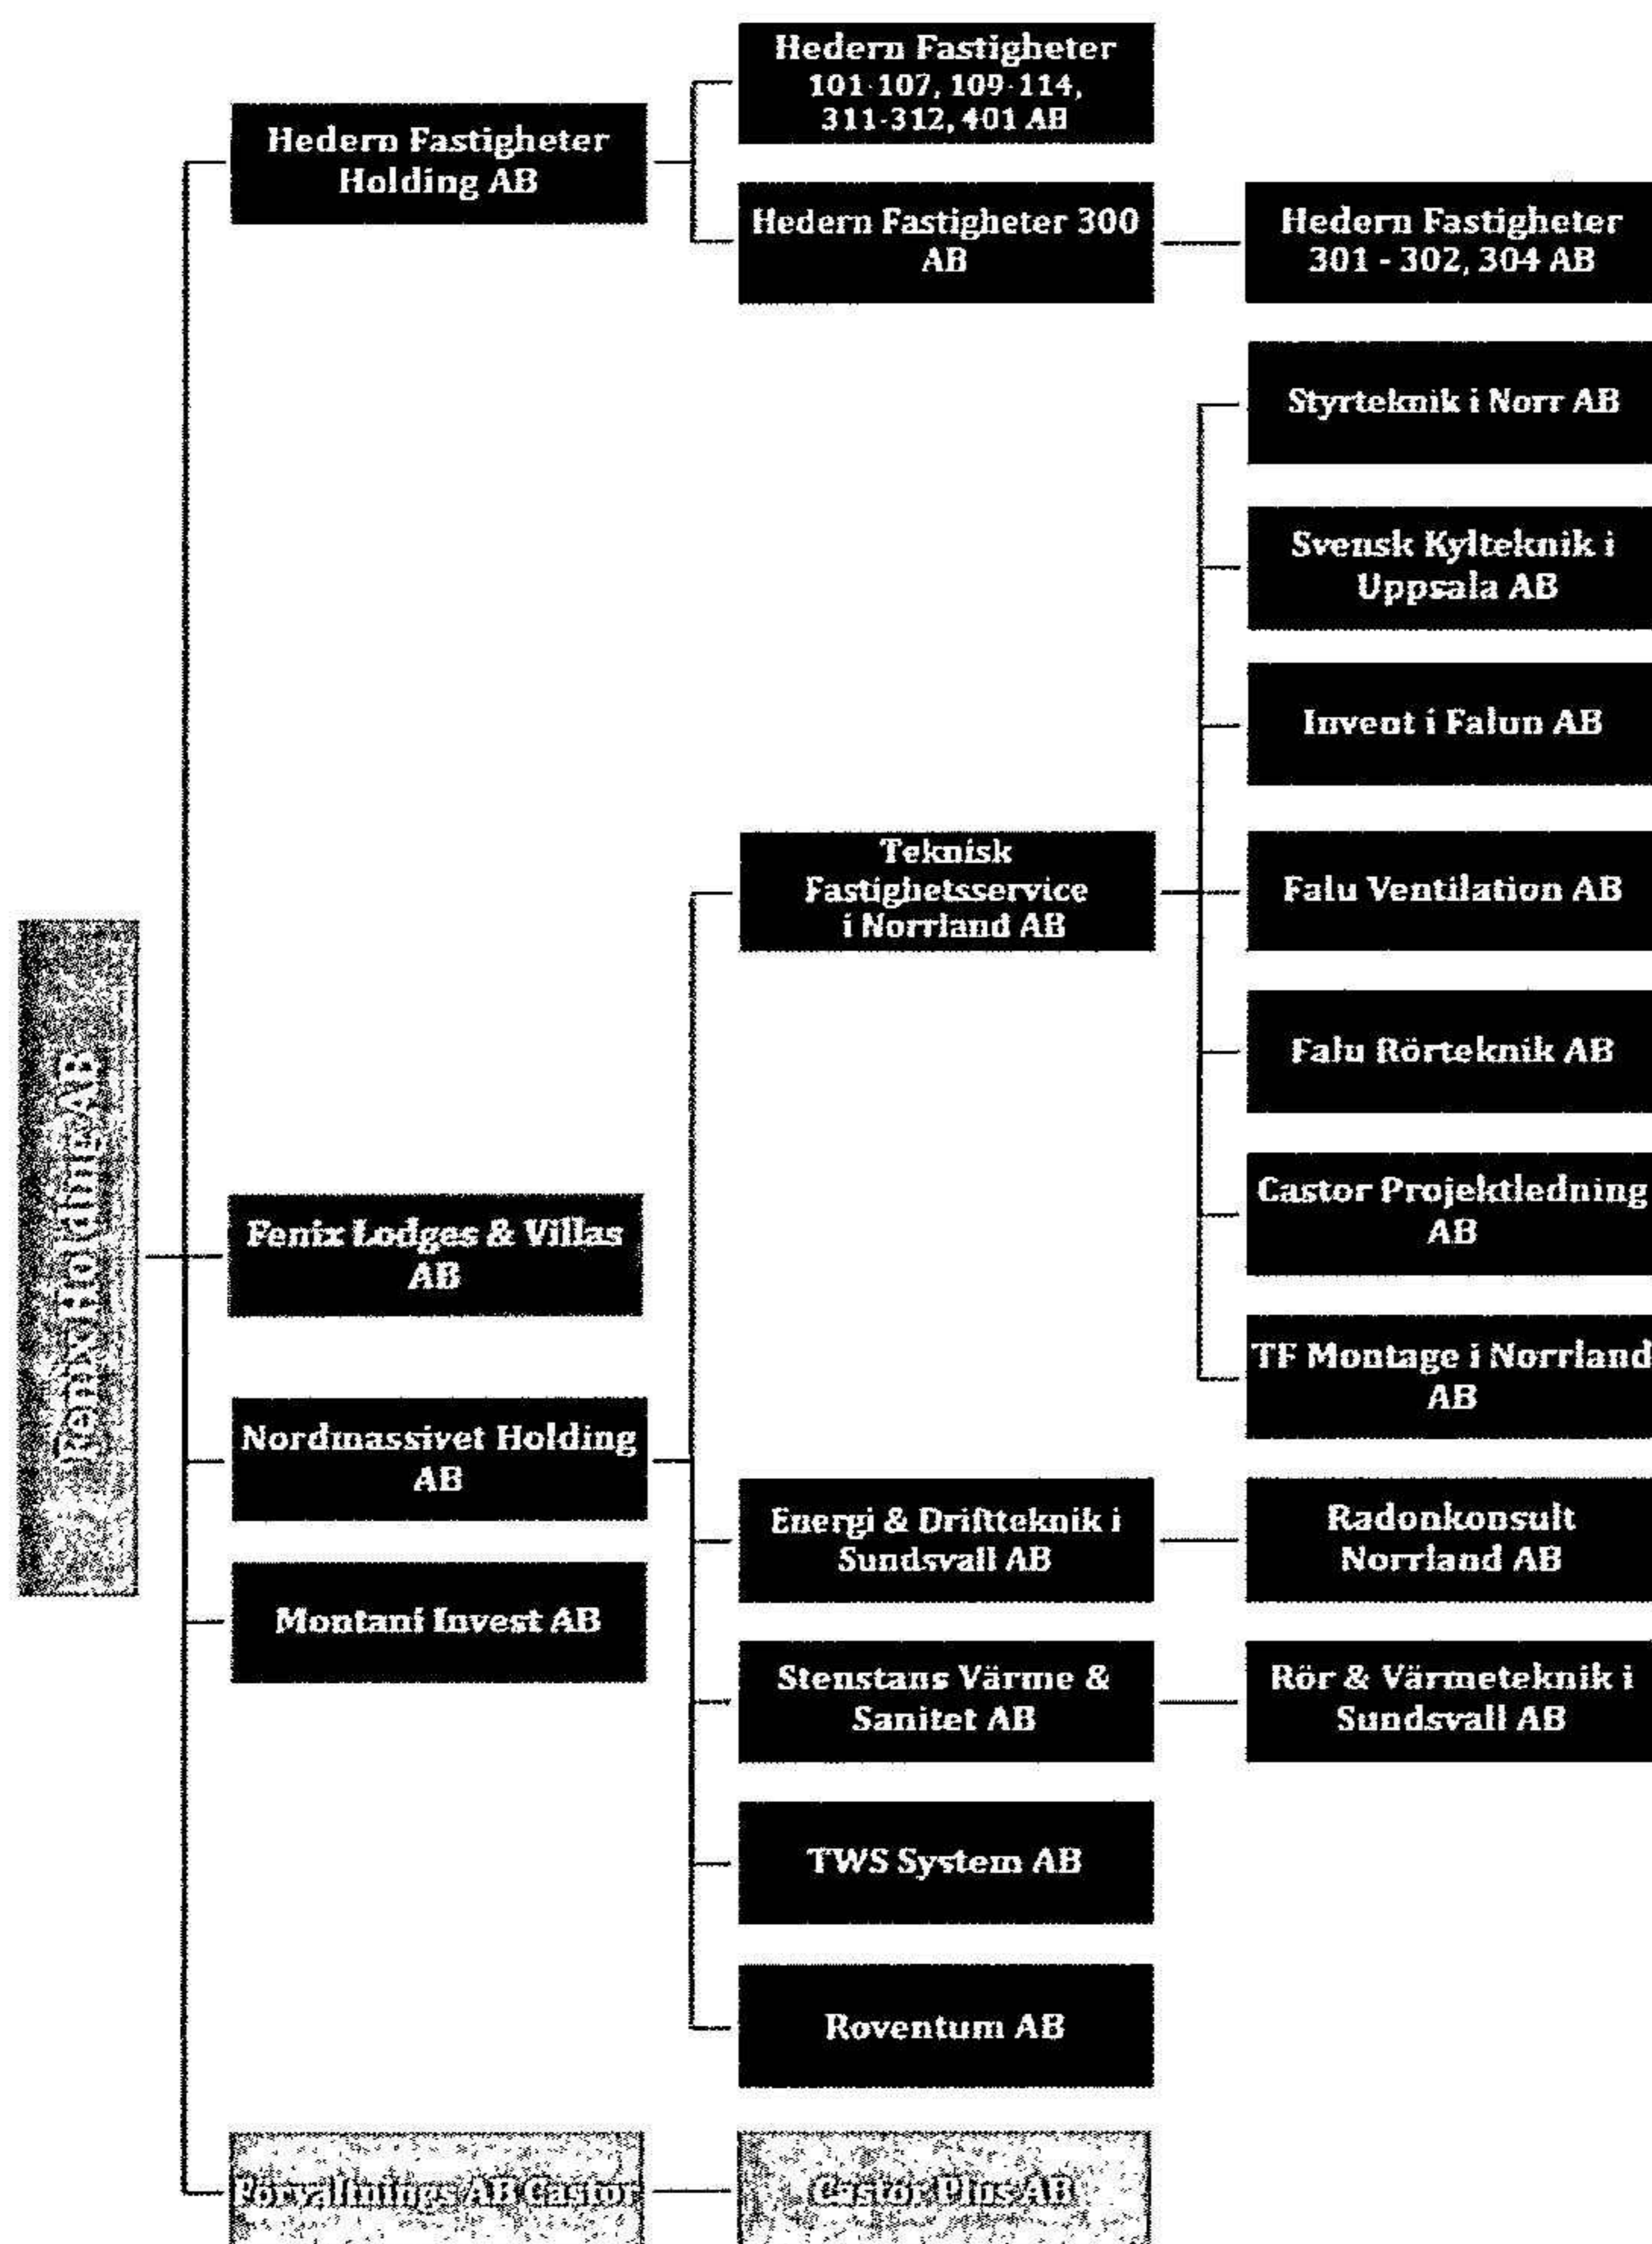 Hedern Fastigheter
101-107, 109-114,
311-312, 401 AB
Hedern Fastigheter
Holding AB
Hedern Fastigheter 300
AB
Hedern Fastigheter
301 - 302, 304 AB
Styrteknik i Norr AB
Svensk Kylteknik i
Uppsala AB
Invent i Falun AB
Teknisk
Fastighetsservice
i Norrland AB
Falu Ventilation AB
Falu Rörteknik AB
Castor Projektledning
AB
TF Montage i Norrland
AB
Fenix Holding AB
Fenix Lodges & Villas
AB
Nordmassivet Holding
AB
Montani Invest AB
Energi & Driftteknik i
Sundsvall AB
Radonkonsult
Norrland AB
Stenstans Värme &
Sanitet AB
Rör & Värmeteknik i
Sundsvall AB
TWS System AB
Roventum AB
Förvaltnings AB Castor
Castor Plus AB